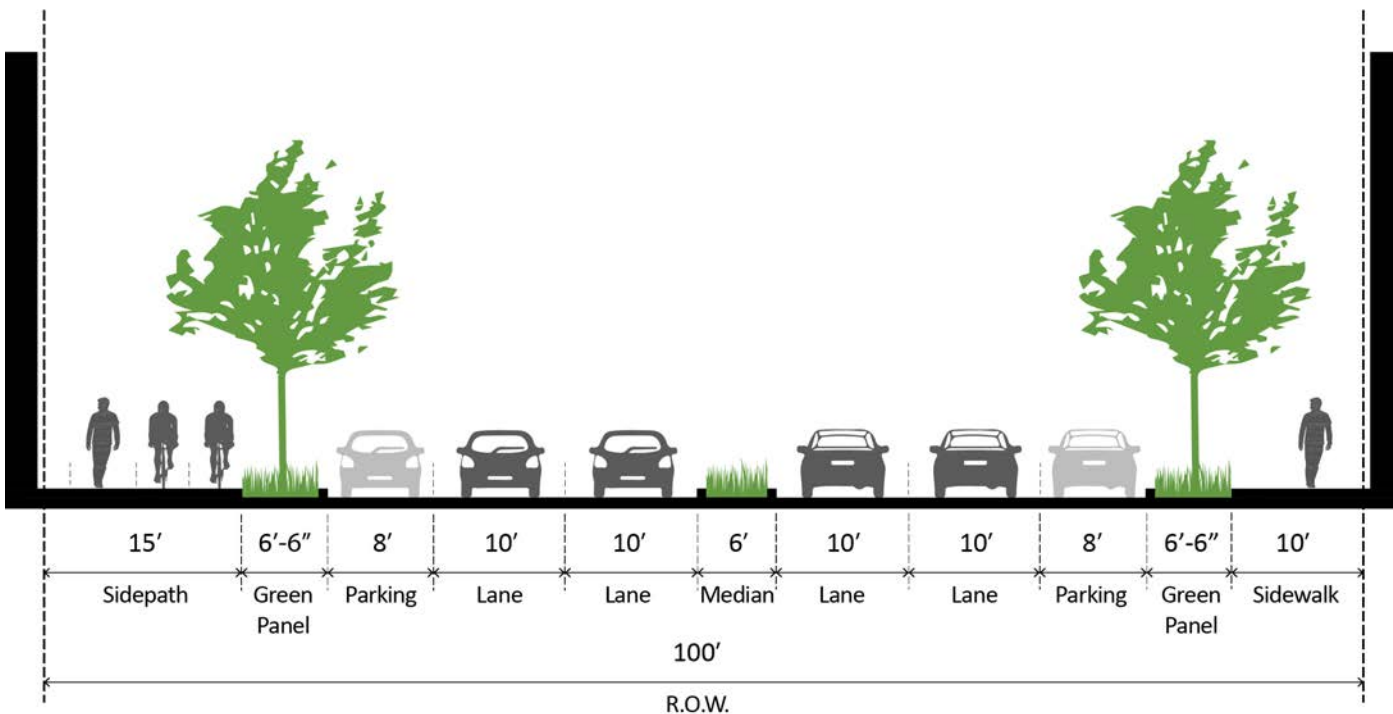 15′ 6′-6″ 8′ 10′ 10′ 6′ 10′ 10′ 8′ 6′-6″ 10′
Sidepath Green Parking Lane Lane Median Lane Lane Parking Green Sidewalk
Panel Panel
100′
R.O.W.